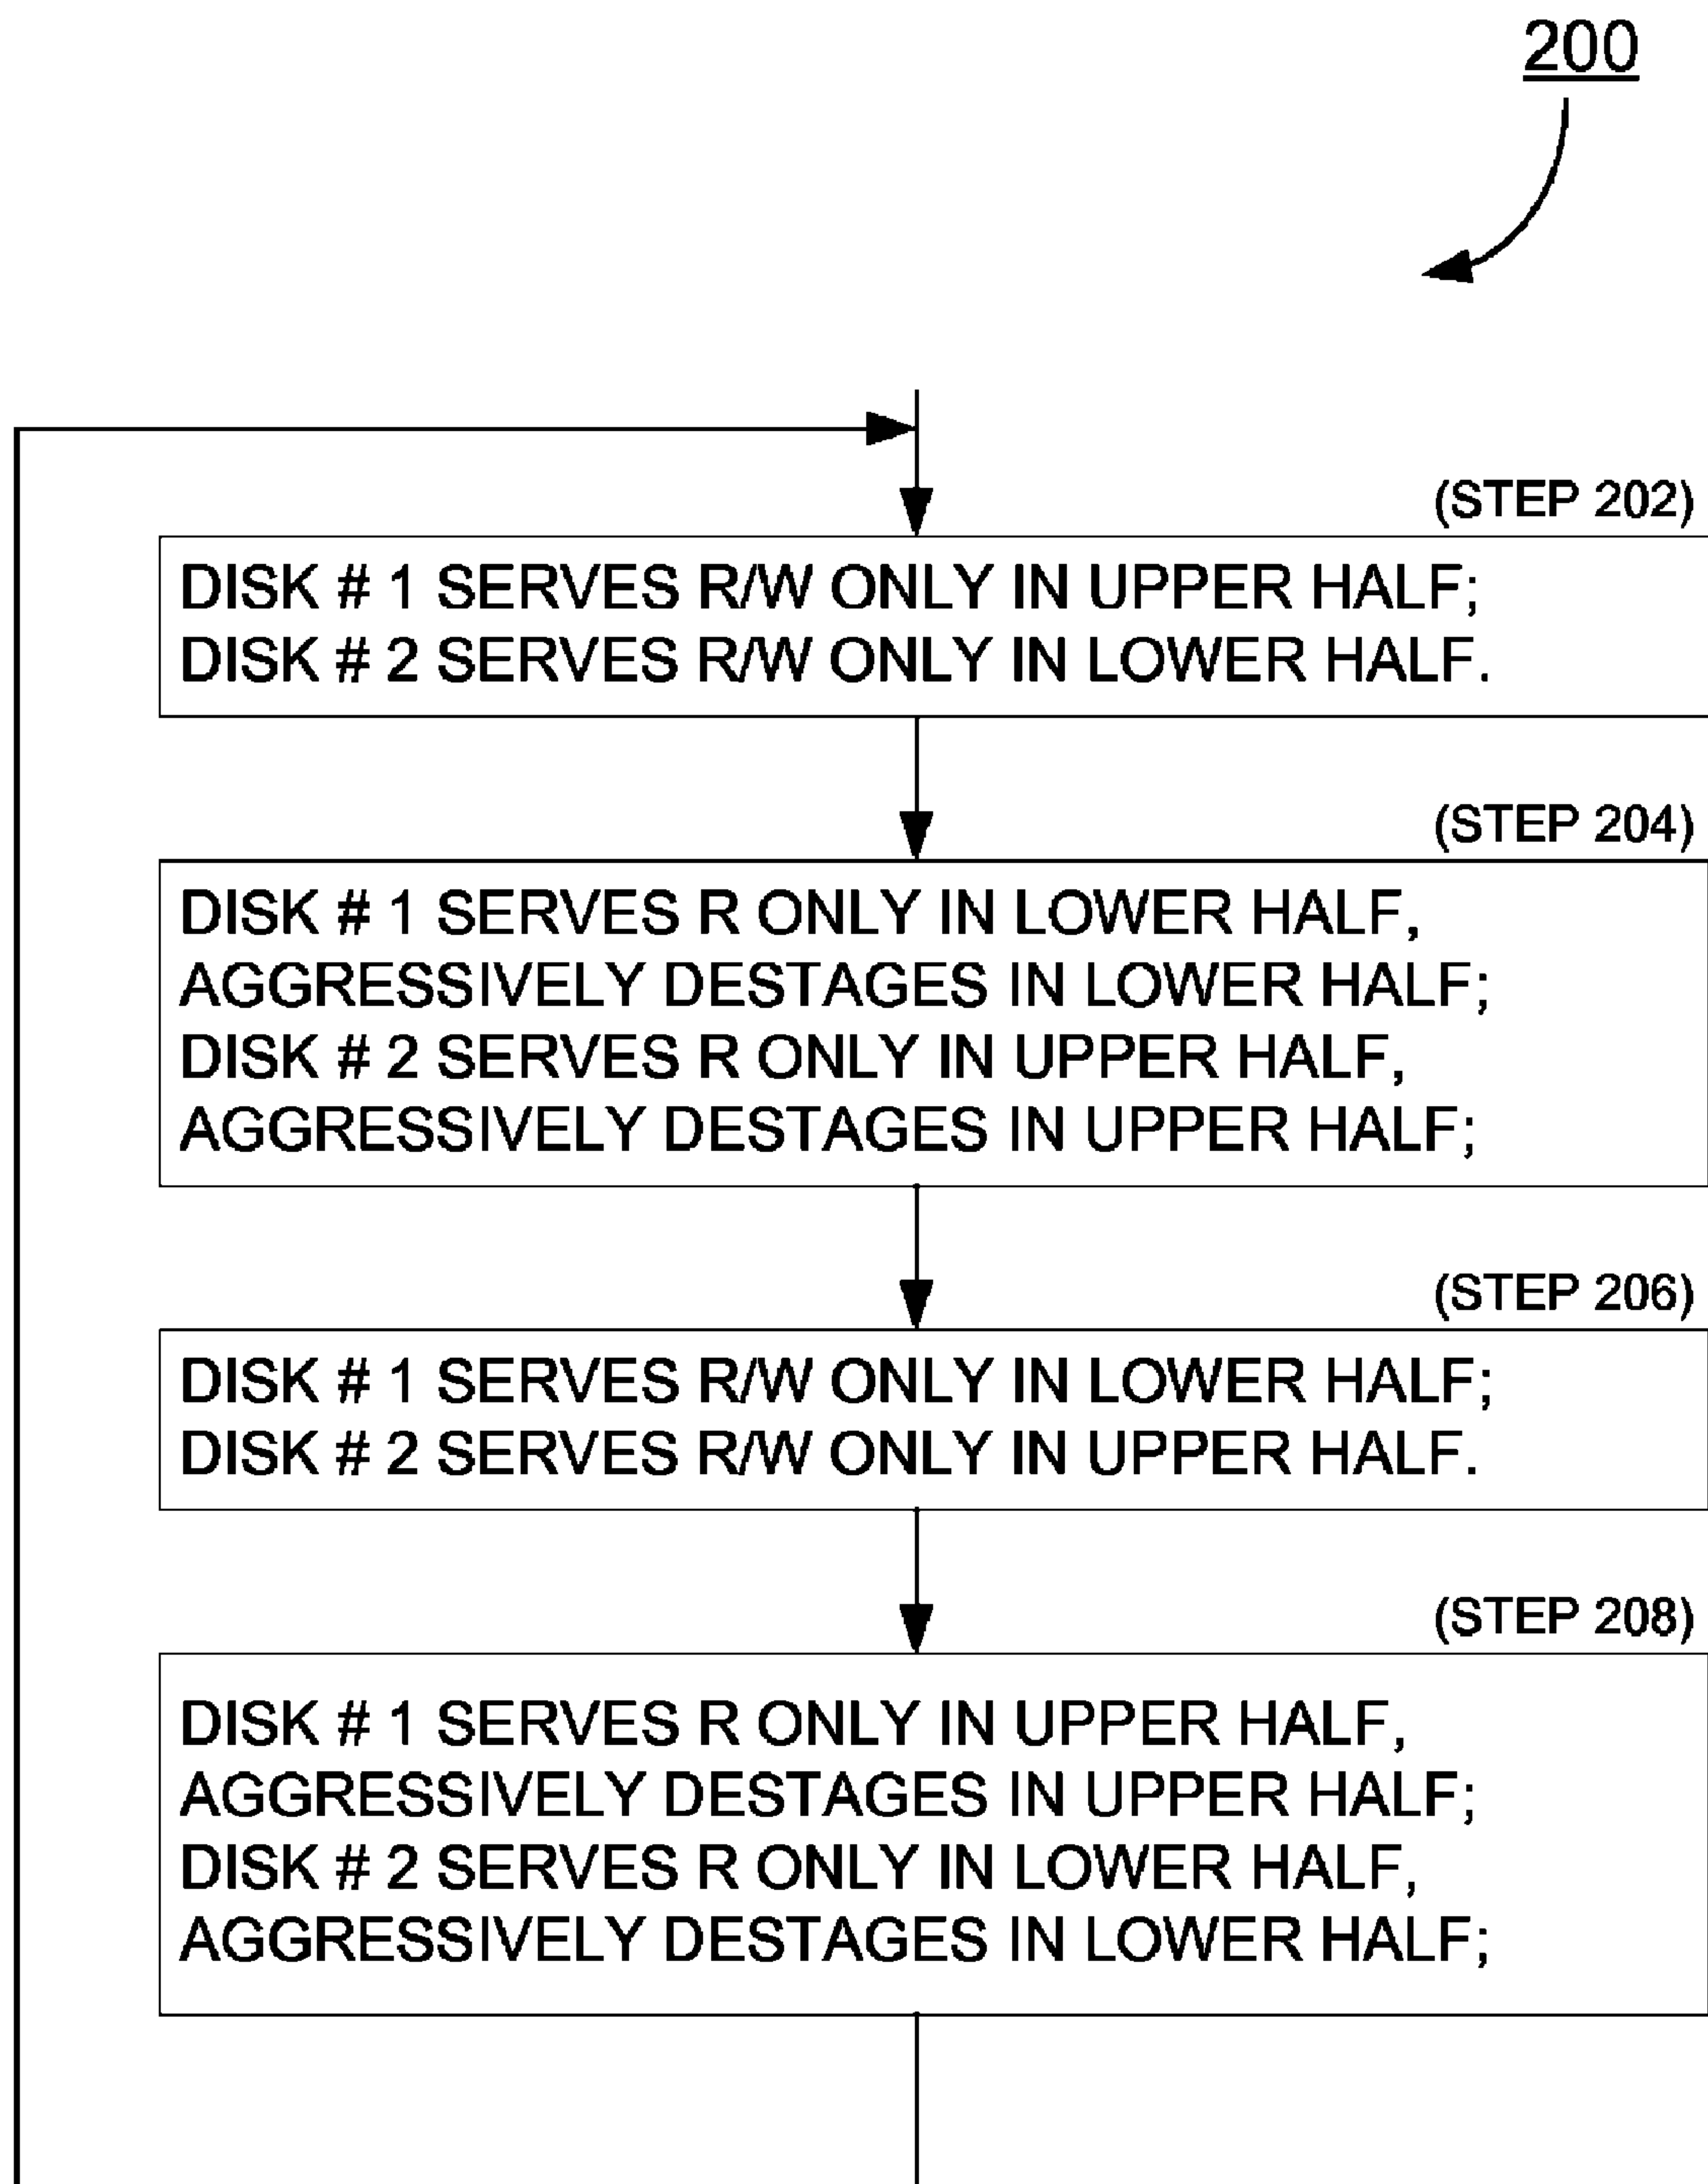 200
(STEP 202)
DISK # 1 SERVES R/W ONLY IN UPPER HALF;
DISK # 2 SERVES R/W ONLY IN LOWER HALF.
(STEP 204)
DISK # 1 SERVES R ONLY IN LOWER HALF,
AGGRESSIVELY DESTAGES IN LOWER HALF;
DISK # 2 SERVES R ONLY IN UPPER HALF,
AGGRESSIVELY DESTAGES IN UPPER HALF;
(STEP 206)
DISK # 1 SERVES R/W ONLY IN LOWER HALF;
DISK # 2 SERVES R/W ONLY IN UPPER HALF.
(STEP 208)
DISK # 1 SERVES R ONLY IN UPPER HALF,
AGGRESSIVELY DESTAGES IN UPPER HALF;
DISK # 2 SERVES R ONLY IN LOWER HALF,
AGGRESSIVELY DESTAGES IN LOWER HALF;